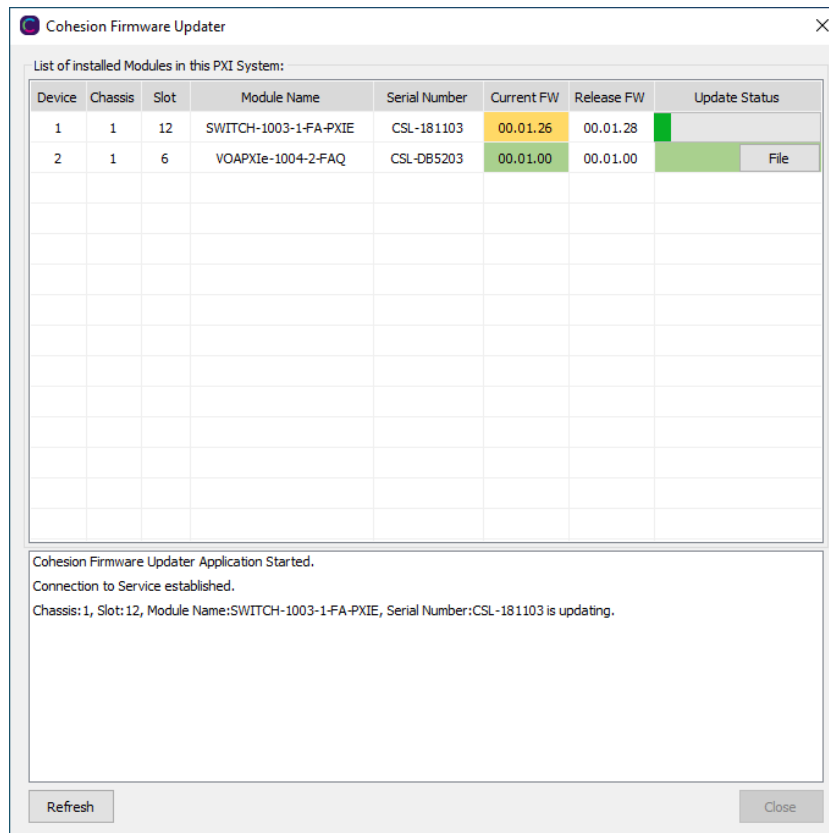 Cohesion Firmware Updater
List of installed Modules in this PXI System:
Device Chassis Slot Module Name Serial Number Current FW Release FW Update Status
1 1 12 SWITCH-1003-1-FA-PXIE CSL-181103 00.01.26 00.01.28
2 1 6 VOAPXIe-1004-2-FAQ CSL-DB5203 00.01.00 00.01.00 File
Cohesion Firmware Updater Application Started.
Connection to Service established.
Chassis:1, Slot:12, Module Name:SWITCH-1003-1-FA-PXIE, Serial Number:CSL-181103 is updating.
Refresh Close